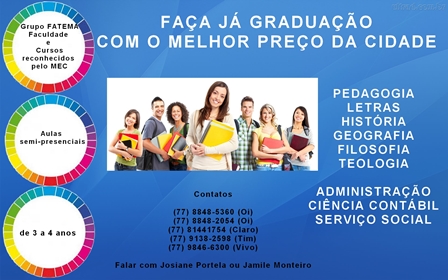 Grupo FATEMA
Faculdade
e
Cursos
reconhecidos
pelo MEC
FAÇA JÁ GRADUAÇÃO
COM O MELHOR PREÇO DA CIDADE
Aulas
semi-presenciais
de 3 a 4 anos
PEDAGOGIA
LETRAS
HISTÓRIA
GEOGRAFIA
FILOSOFIA
TEOLOGIA
ADMINISTRAÇÃO
CIÊNCIA CONTÁBIL
SERVIÇO SOCIAL
Contatos
(77) 8848-5360 (Oi)
(77) 8848-2054 (Oi)
(77) 81441754 (Claro)
(77) 9138-2598 (Tim)
(77) 9846-6300 (Vivo)
Falar com Josiane Portela ou Jamile Monteiro